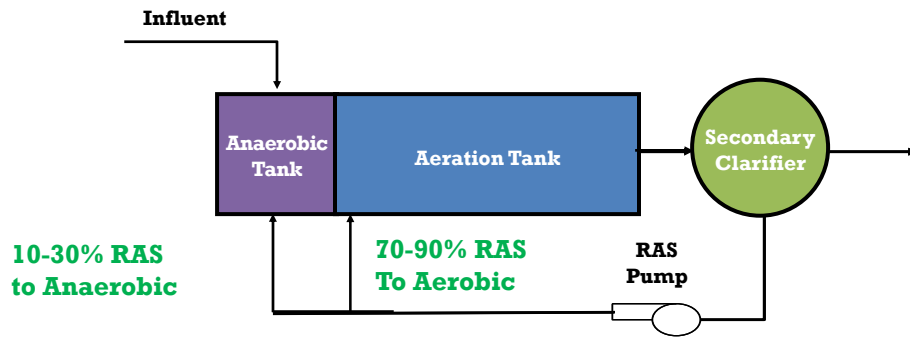 Influent
Anaerobic
Tank
Aeration Tank
Secondary
Clarifier
10-30% RAS
to Anaerobic
70-90% RAS
To Aerobic
RAS
Pump